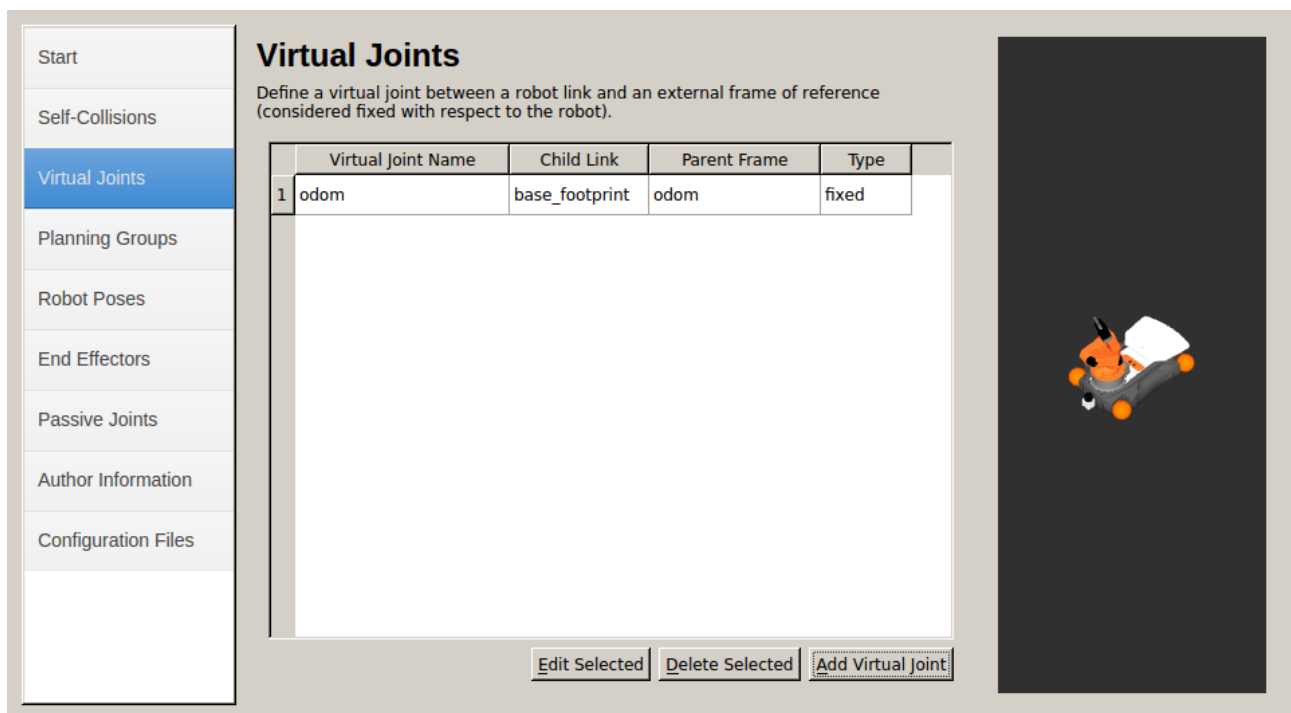 Start
Self-Collisions
Virtual Joints
Planning Groups
Robot Poses
End Effectors
Passive Joints
Author Information
Configuration Files
Virtual Joints
Define a virtual joint between a robot link and an external frame of reference
(considered fixed with respect to the robot).
Virtual Joint Name Child Link Parent Frame Type
1 odom base_footprint odom fixed
Edit Selected Delete Selected Add Virtual Joint